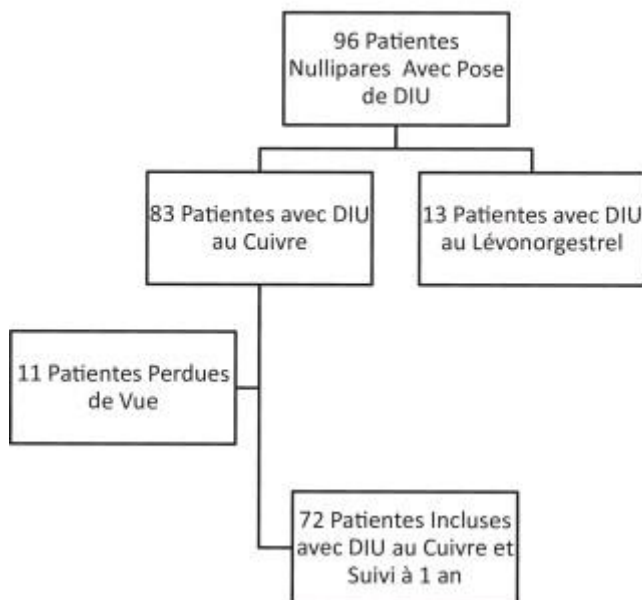 96 Patientes
Nullipares Avec Pose
de DIU
83 Patientes avec DIU
au Cuivre
13 Patientes avec DIU
au Lévonorgestrel
11 Patientes Perdues
de Vue
72 Patientes Incluses
avec DIU au Cuivre et
Suivi à 1 an